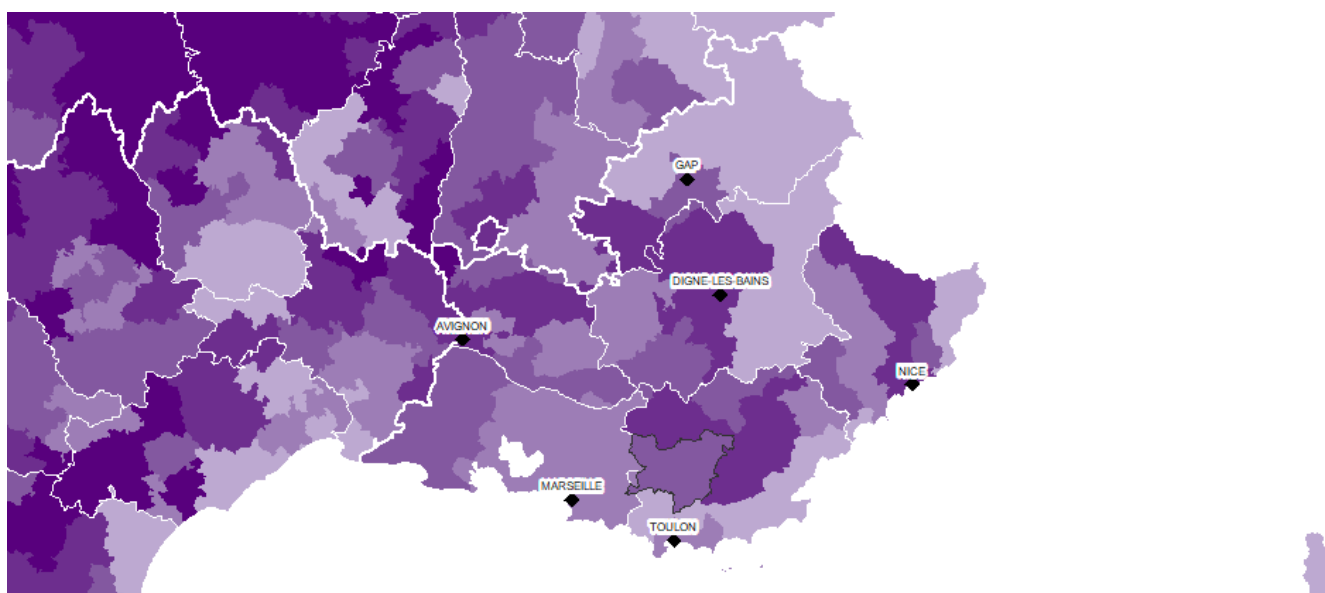 GAP
DIGNE-LES-BAINS
AVIGNON
NICE
MARSEILLE
TOULON